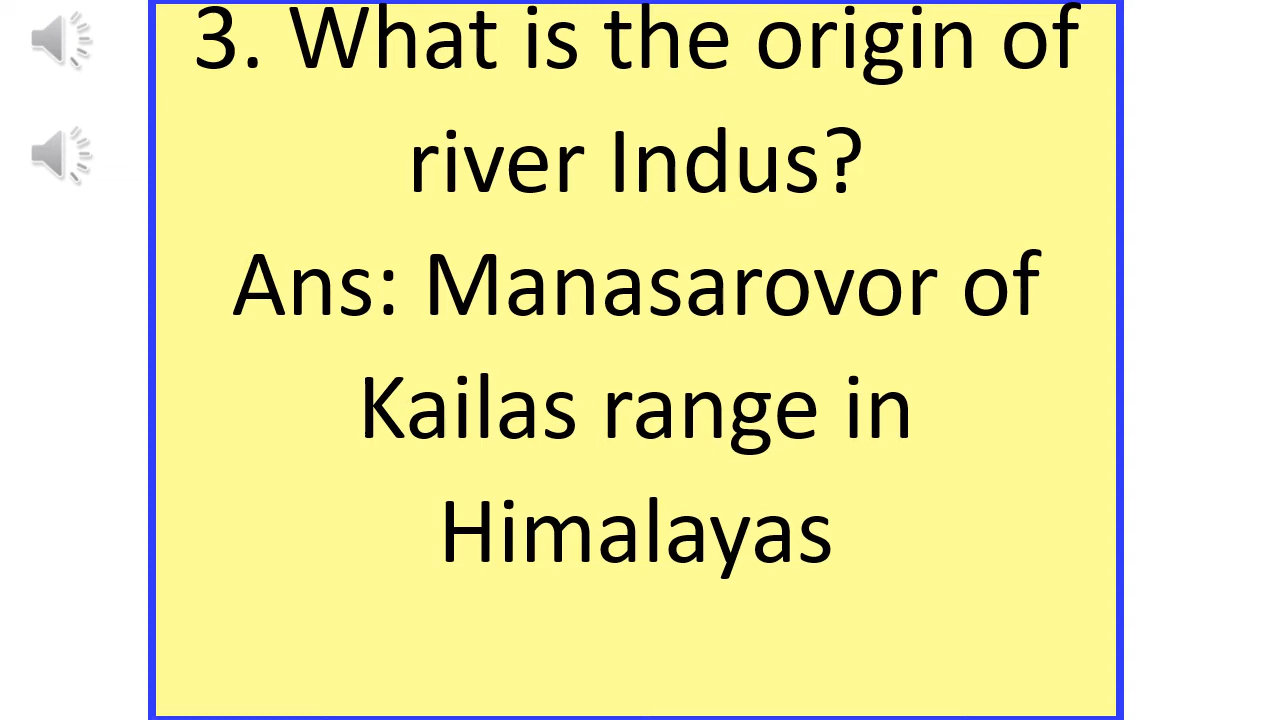 3. What is the origin of
river Indus?
Ans: Manasarovor of
Kailas range in
Himalayas